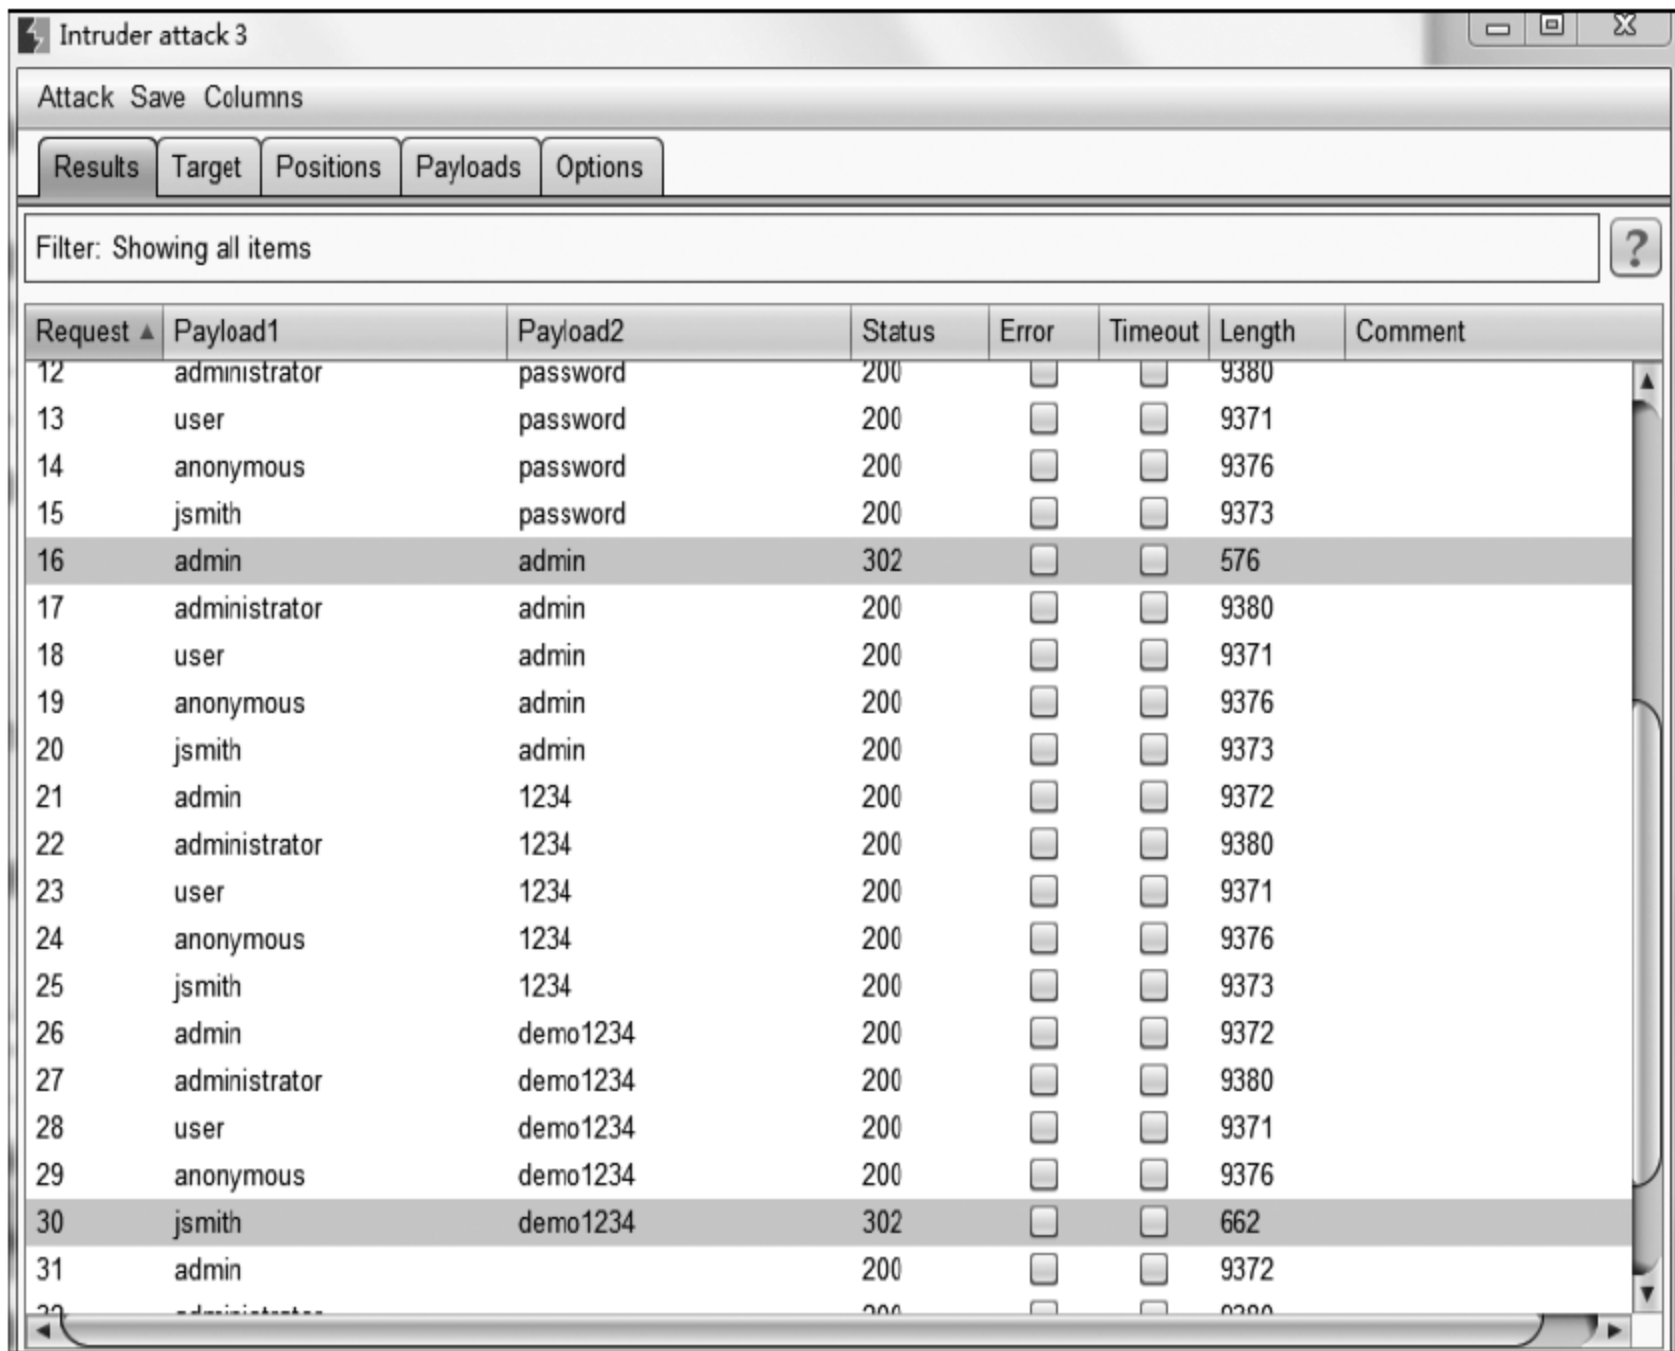 Intruder attack 3
Attack Save Columns
Results Target Positions Payloads Options
Filter: Showing all items ?
Request Payload1 Payload2 Status Error Timeout Length Comment
12 administrator password 200 9380
13 user password 200 9371
14 anonymous password 200 9376
15 jsmith password 200 9373
16 admin admin 302 576
17 administrator admin 200 9380
18 user admin 200 9371
19 anonymous admin 200 9376
20 jsmith admin 200 9373
21 admin 1234 200 9372
22 administrator 1234 200 9380
23 user 1234 200 9371
24 anonymous 1234 200 9376
25 jsmith 1234 200 9373
26 admin demo1234 200 9372
27 administrator demo1234 200 9380
28 user demo1234 200 9371
29 anonymous demo1234 200 9376
30 jsmith demo1234 302 662
31 admin 200 9372
32 administrator 200 9380